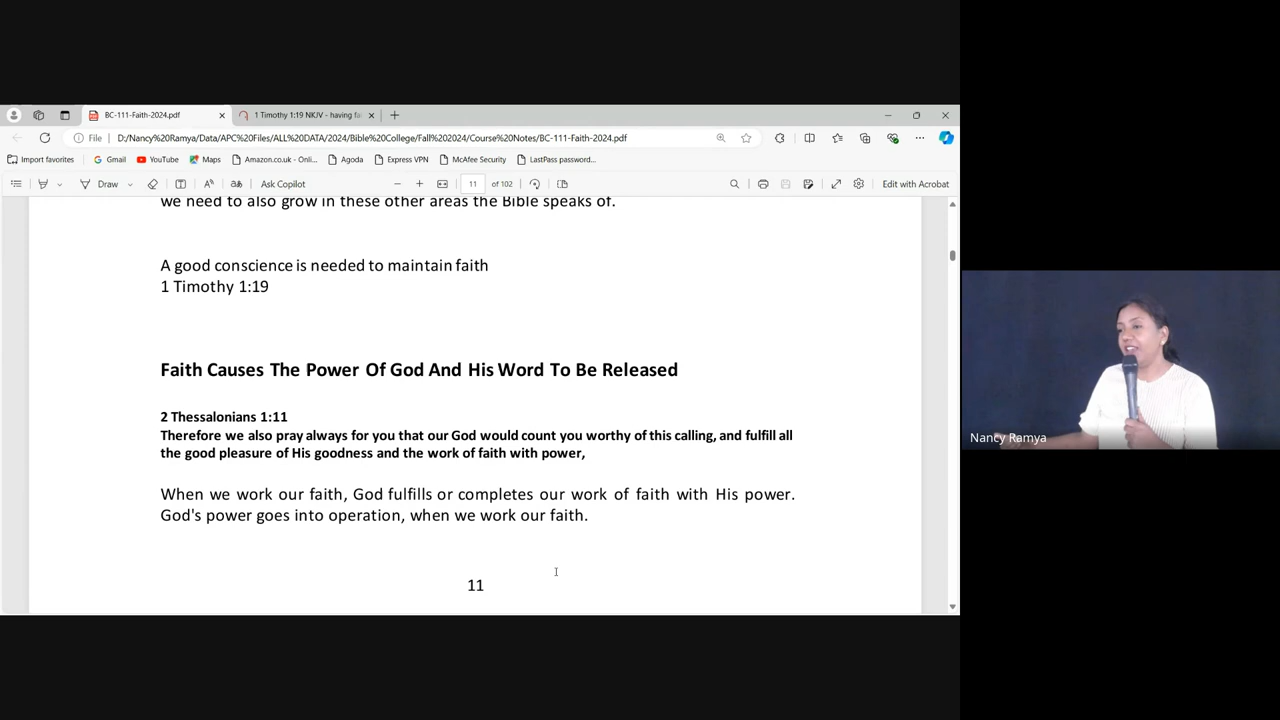 BC-111-Faith-2024.pdf
1 Timothy 1:19 NKJV - having fa
File
D:/Nancy%20Ramya/Data/APC%20Files/ALL%20DATA/2024/Bible%20College/Fall%202024/Course%20Notes/BC-111-Faith-2024.pdf
Import favorites Gmail YouTube Maps Amazon.co.uk - Onli... Agoda Express VPN McAfee Security LastPass password...
Draw Ask Copilot 11 of 102 Edit with Acrobat
we need to also grow in these other areas the Bible speaks of.
A good conscience is needed to maintain faith
1 Timothy 1:19
Faith Causes The Power Of God And His Word To Be Released
2 Thessalonians 1:11
Therefore we also pray always for you that our God would count you worthy of this calling, and fulfill all
the good pleasure of His goodness and the work of faith with power,
When we work our faith, God fulfills or completes our work of faith with His power.
God's power goes into operation, when we work our faith.
11
Nancy Ramya